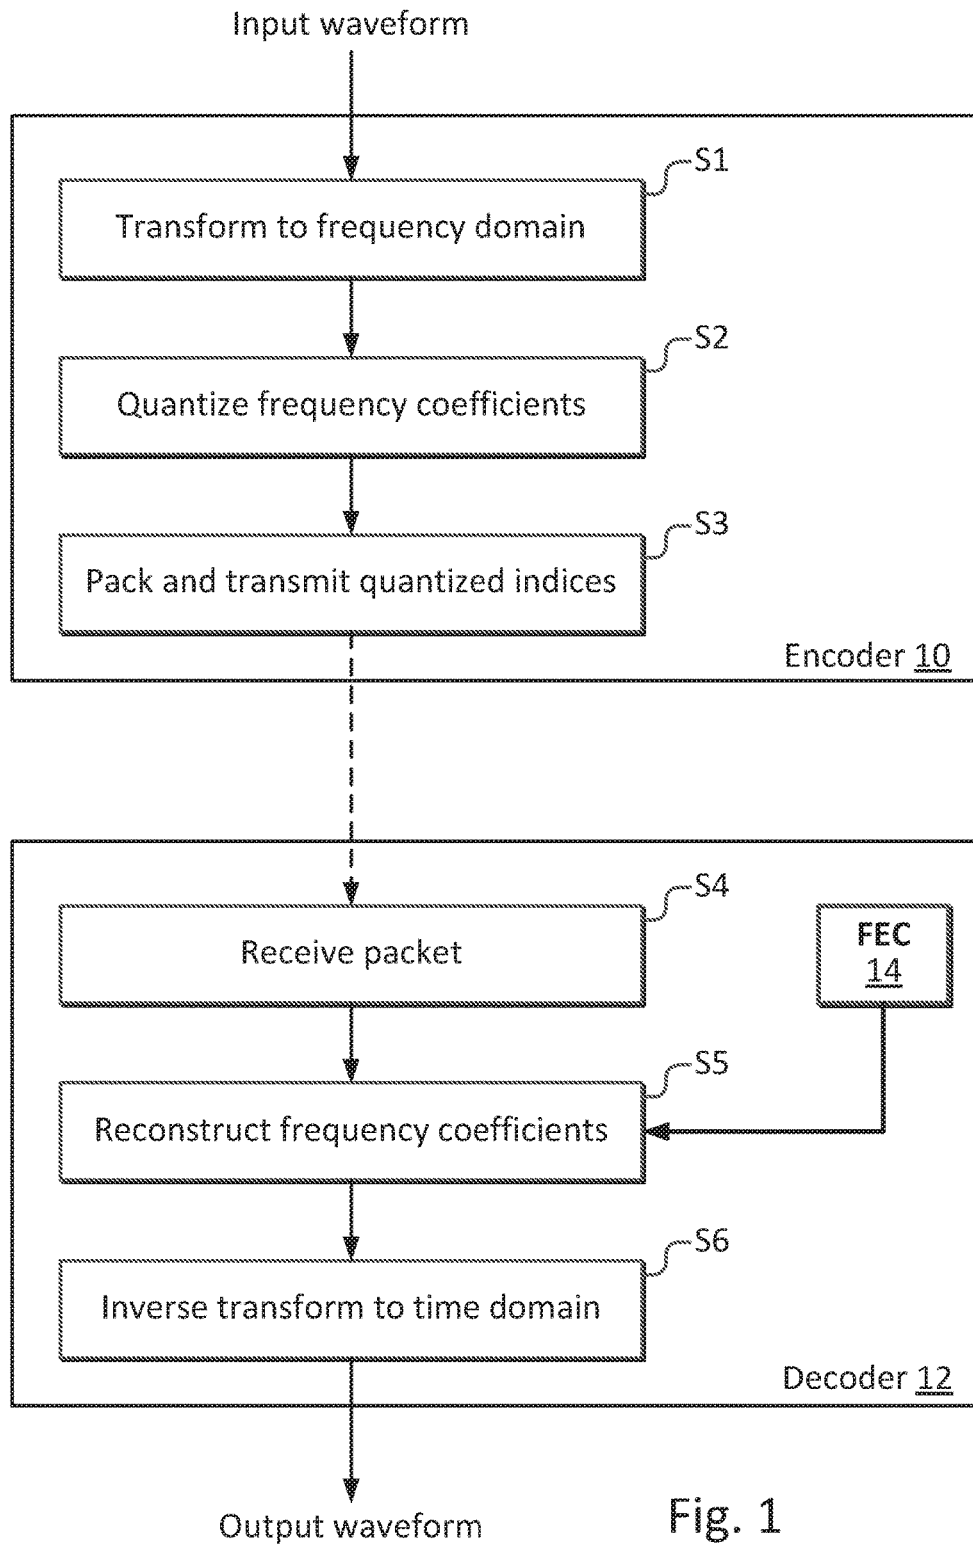 Input waveform
S1
Transform to frequency domain
S2
Quantize frequency coefficients
S3
Pack and transmit quantized indices
Encoder 10
S4
Receive packet
FEC
14
S5
Reconstruct frequency coefficients
S6
Inverse transform to time domain
Decoder 12
Output waveform
Fig. 1